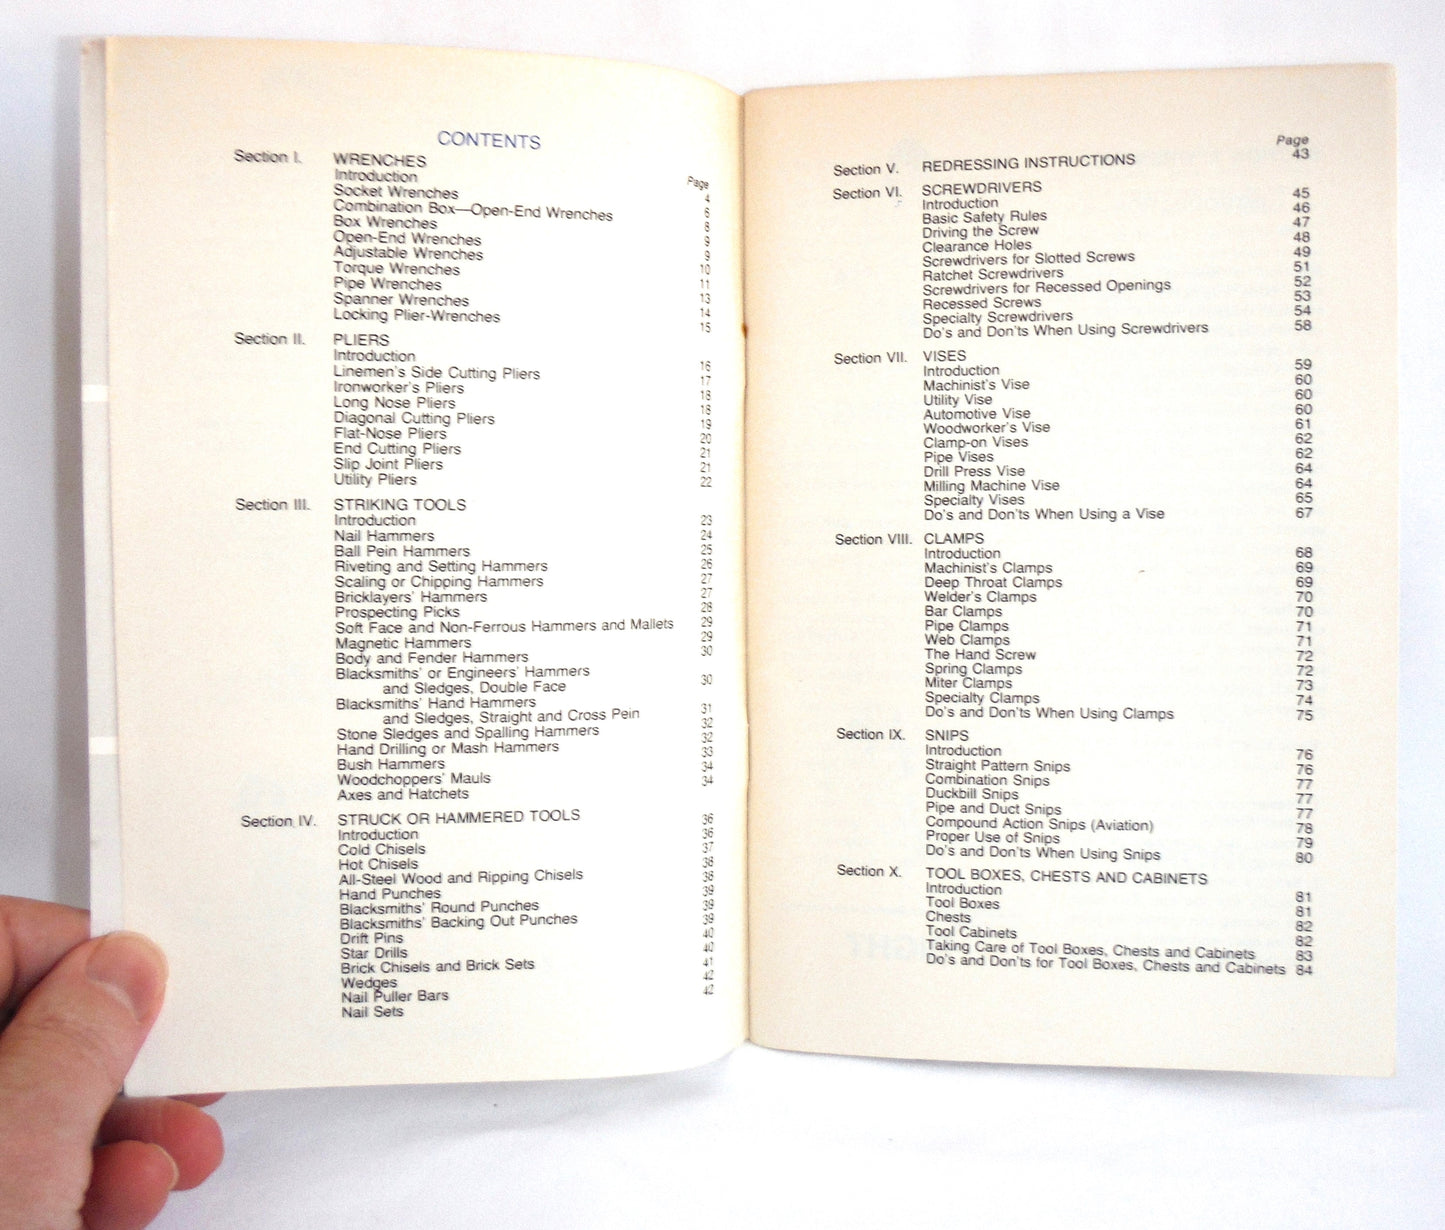 CONTENTS
Section I. WRENCHES
Page
Introduction 4
Socket Wrenches 6
Combination Box—Open-End Wrenches 8
Box Wrenches 9
Open-End Wrenches 9
Adjustable Wrenches 10
Torque Wrenches 11
Pipe Wrenches 13
Spanner Wrenches 14
Locking Plier-Wrenches 15
Section II. PLIERS
Introduction 16
Linemen's Side Cutting Pliers 17
Ironworker's Pliers 18
Long Nose Pliers 18
Diagonal Cutting Pliers 19
Flat-Nose Pliers 20
End Cutting Pliers 21
Slip Joint Pliers 21
Utility Pliers 22
Section III. STRIKING TOOLS
Introduction 23
Nail Hammers 24
Ball Pein Hammers 25
Riveting and Setting Hammers 26
Scaling or Chipping Hammers 27
Bricklayers' Hammers 27
Prospecting Picks 28
Soft Face and Non-Ferrous Hammers and Mallets 29
Magnetic Hammers 29
Body and Fender Hammers 30
Blacksmiths' or Engineers' Hammers
and Sledges, Double Face 30
Blacksmiths' Hand Hammers
and Sledges, Straight and Cross Pein 31
Stone Sledges and Spalling Hammers 32
Hand Drilling or Mash Hammers 32
Bush Hammers 33
Woodchoppers' Mauls 34
Axes and Hatchets 34
Section IV. STRUCK OR HAMMERED TOOLS
Introduction 36
Cold Chisels 36
Hot Chisels 37
All-Steel Wood and Ripping Chisels 38
Hand Punches 38
Blacksmiths' Round Punches 39
Blacksmiths' Backing Out Punches 39
Drift Pins 39
Star Drills 40
Brick Chisels and Brick Sets 40
Wedges 41
Nail Puller Bars 42
Nail Sets 42
Page
Section V. REDRESSING INSTRUCTIONS 43
Section VI. SCREWDRIVERS
Introduction 45
Basic Safety Rules 46
Driving the Screw 47
Clearance Holes 48
Screwdrivers for Slotted Screws 49
Ratchet Screwdrivers 51
Screwdrivers for Recessed Openings 52
Recessed Screws 53
Specialty Screwdrivers 54
Do's and Don'ts When Using Screwdrivers 58
Section VII. VISES
Introduction 59
Machinist's Vise 60
Utility Vise 60
Automotive Vise 60
Woodworker's Vise 61
Clamp-on Vises 62
Pipe Vises 62
Drill Press Vise 64
Milling Machine Vise 64
Specialty Vises 65
Do's and Don'ts When Using a Vise 67
Section VIII. CLAMPS
Introduction 68
Machinist's Clamps 69
Deep Throat Clamps 69
Welder's Clamps 70
Bar Clamps 70
Pipe Clamps 71
Web Clamps 71
The Hand Screw 72
Spring Clamps 72
Miter Clamps 73
Specialty Clamps 74
Do's and Don'ts When Using Clamps 75
Section IX. SNIPS
Introduction 76
Straight Pattern Snips 76
Combination Snips 77
Duckbill Snips 77
Pipe and Duct Snips 77
Compound Action Snips (Aviation) 78
Proper Use of Snips 79
Do's and Don'ts When Using Snips 80
Section X. TOOL BOXES, CHESTS AND CABINETS
Introduction 81
Tool Boxes 81
Chests 82
Tool Cabinets 82
Taking Care of Tool Boxes, Chests and Cabinets 83
Do's and Don'ts for Tool Boxes, Chests and Cabinets 84